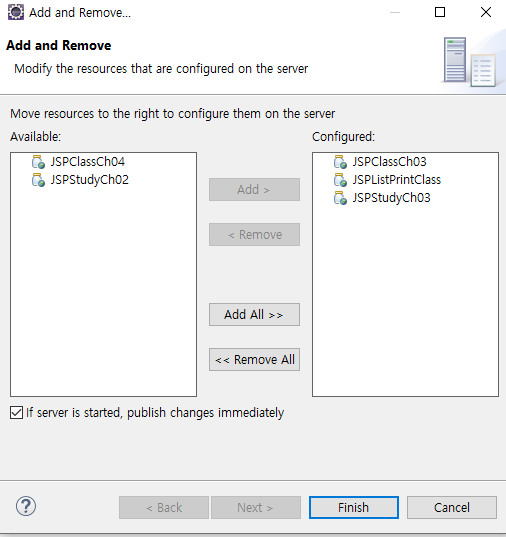 Add and Remove...
Add and Remove
Modify the resources that are configured on the server
Move resources to the right to configure them on the server
Available:
Configured:
JSPClassCh04
JSPStudyCh02
JSPClassCh03
JSPListPrintClass
JSPStudyCh03
Add >
< Remove
Add All >>
<< Remove All
If server is started, publish changes immediately
?
< Back
Next >
Finish
Cancel